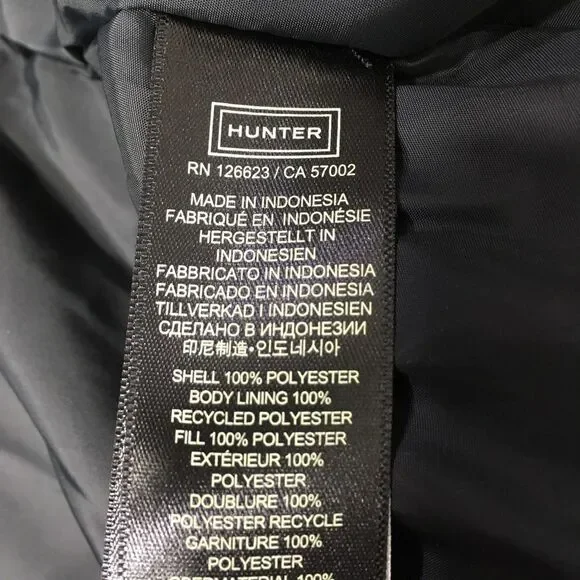 HUNTER
RN 126623 / CA 57002
MADE IN INDONESIA
FABRIQUÉ EN INDONÉSIE
HERGESTELLT IN
INDONESIEN
FABBRICATO IN INDONESIA
FABRICADO EN INDONESIA
TILLVERKAD I INDONESIEN
СДЕЛАНО В ИНДОНЕЗИИ
印尼制造•인도네시아
SHELL 100% POLYESTER
BODY LINING 100%
RECYCLED POLYESTER
FILL 100% POLYESTER
EXTÉRIEUR 100%
POLYESTER
DOUBLURE 100%
POLYESTER RECYCLE
GARNITURE 100%
POLYESTER
OBERMATERIAL 100%